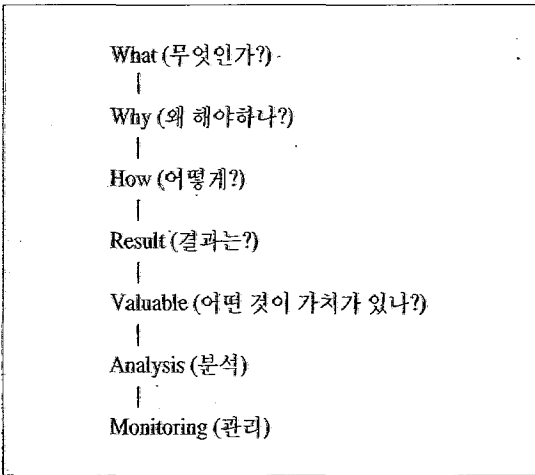 What (무엇인가?)
Why (왜 해야하나?)
How (어떻게?)
Result (결과는?)
Valuable (어떤 것이 가치가 있나?)
Analysis (분석)
Monitoring (관리)